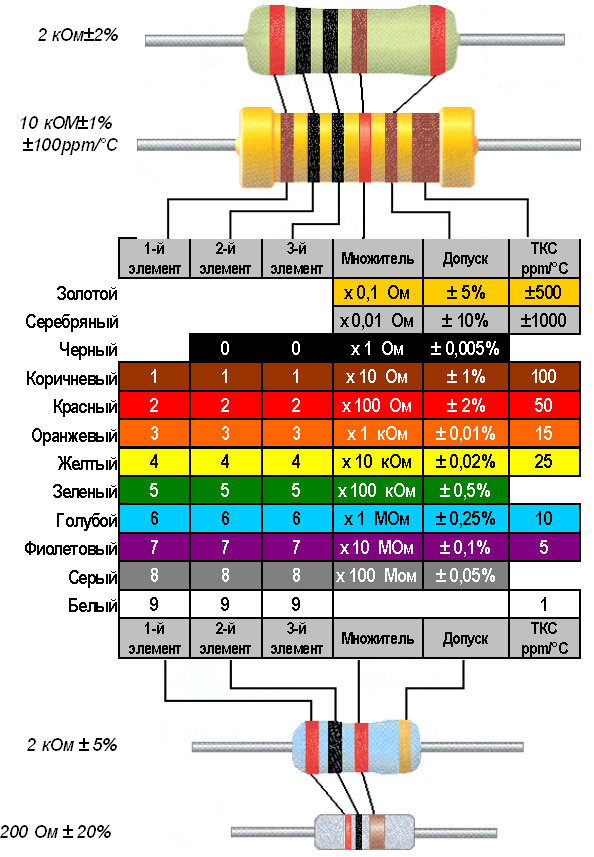 2 кОм±2%
10 кОМ±1%
±100ppm/°C
1-й элемент 2-й элемент 3-й элемент Множитель Допуск ТКС ppm/°C
Золотой x 0,1 Ом ± 5% ±500
Серебряный x 0,01 Ом ± 10% ±1000
Черный 0 0 x 1 Ом ± 0,005%
Коричневый 1 1 1 x 10 Ом ± 1% 100
Красный 2 2 2 x 100 Ом ± 2% 50
Оранжевый 3 3 3 x 1 кОм ± 0,01% 15
Желтый 4 4 4 x 10 кОм ± 0,02% 25
Зеленый 5 5 5 x 100 кОм ± 0,5%
Голубой 6 6 6 x 1 МОм ± 0,25% 10
Фиолетовый 7 7 7 x 10 МОм ± 0,1% 5
Серый 8 8 8 x 100 Мом ± 0,05%
Белый 9 9 9 1
1-й элемент 2-й элемент 3-й элемент Множитель Допуск ТКС ppm/°C
2 кОм ± 5%
200 Ом ± 20%